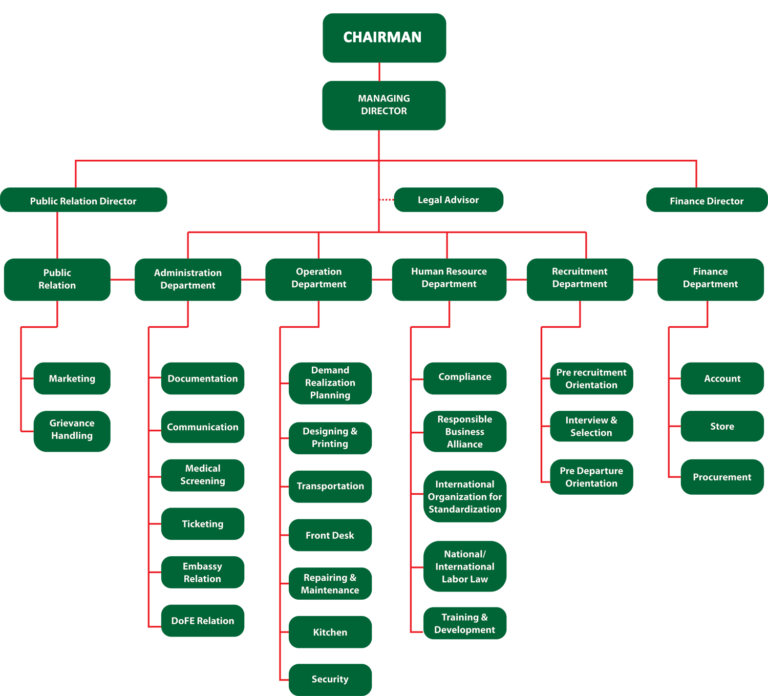 CHAIRMAN
MANAGING
DIRECTOR
Public Relation Director
Legal Advisor
Finance Director
Public
Relation
Administration
Department
Operation
Department
Human Resource
Department
Recruitment
Department
Finance
Department
Marketing
Grievance
Handling
Documentation
Communication
Medical
Screening
Ticketing
Embassy
Relation
DoFE Relation
Demand
Realization
Planning
Designing &
Printing
Transportation
Front Desk
Repairing &
Maintenance
Kitchen
Security
Compliance
Responsible
Business
Alliance
International
Organization for
Standardization
National/
International
Labor Law
Training &
Development
Pre recruitment
Orientation
Interview &
Selection
Pre Departure
Orientation
Account
Store
Procurement